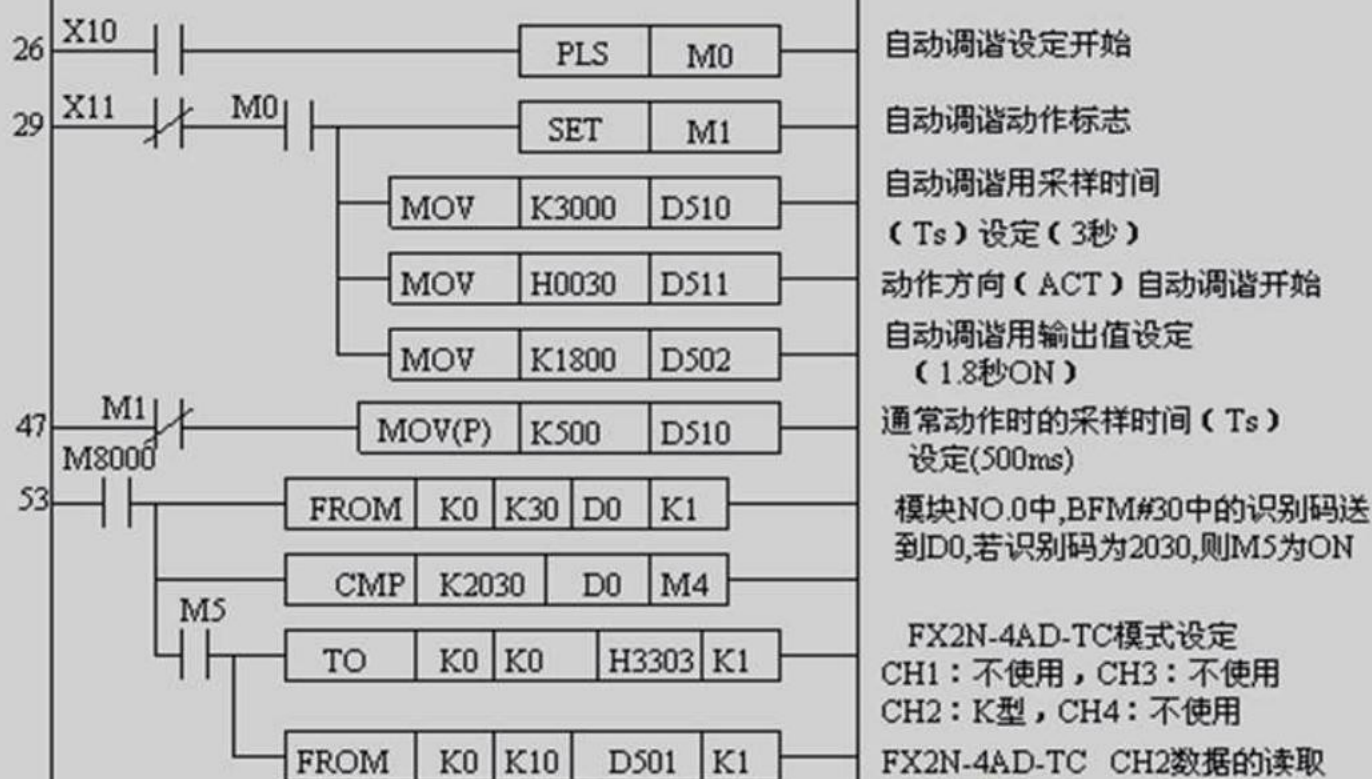 X10
26 PLS M0 自动调谐设定开始
X11 M0
29 SET M1 自动调谐动作标志
MOV K3000 D510 自动调谐用采样时间
（Ts）设定（3秒）
MOV H0030 D511 动作方向（ACT）自动调谐开始
MOV K1800 D502 自动调谐用输出值设定
（1.8秒ON）
M1
47 MOV(P) K500 D510 通常动作时的采样时间（Ts）
设定(500ms)
M8000
53 FROM K0 K30 D0 K1 模块NO.0中,BFM#30中的识别码送
到D0,若识别码为2030,则M5为ON
CMP K2030 D0 M4
M5
TO K0 K0 H3303 K1 FX2N-4AD-TC模式设定
CH1：不使用，CH3：不使用
CH2：K型，CH4：不使用
FROM K0 K10 D501 K1 FX2N-4AD-TC CH2数据的读取